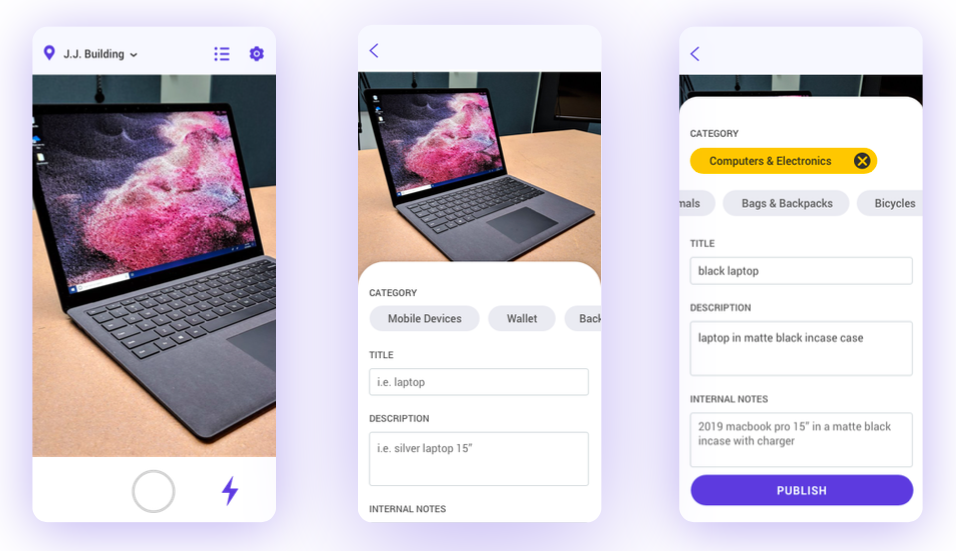 J.J. Building
CATEGORY
Mobile Devices Wallet Back
TITLE
i.e. laptop
DESCRIPTION
i.e. silver laptop 15"
INTERNAL NOTES
CATEGORY
Computers & Electronics
mals Bags & Backpacks Bicycles
TITLE
black laptop
DESCRIPTION
laptop in matte black incase case
INTERNAL NOTES
2019 macbook pro 15" in a matte black
incase with charger
PUBLISH